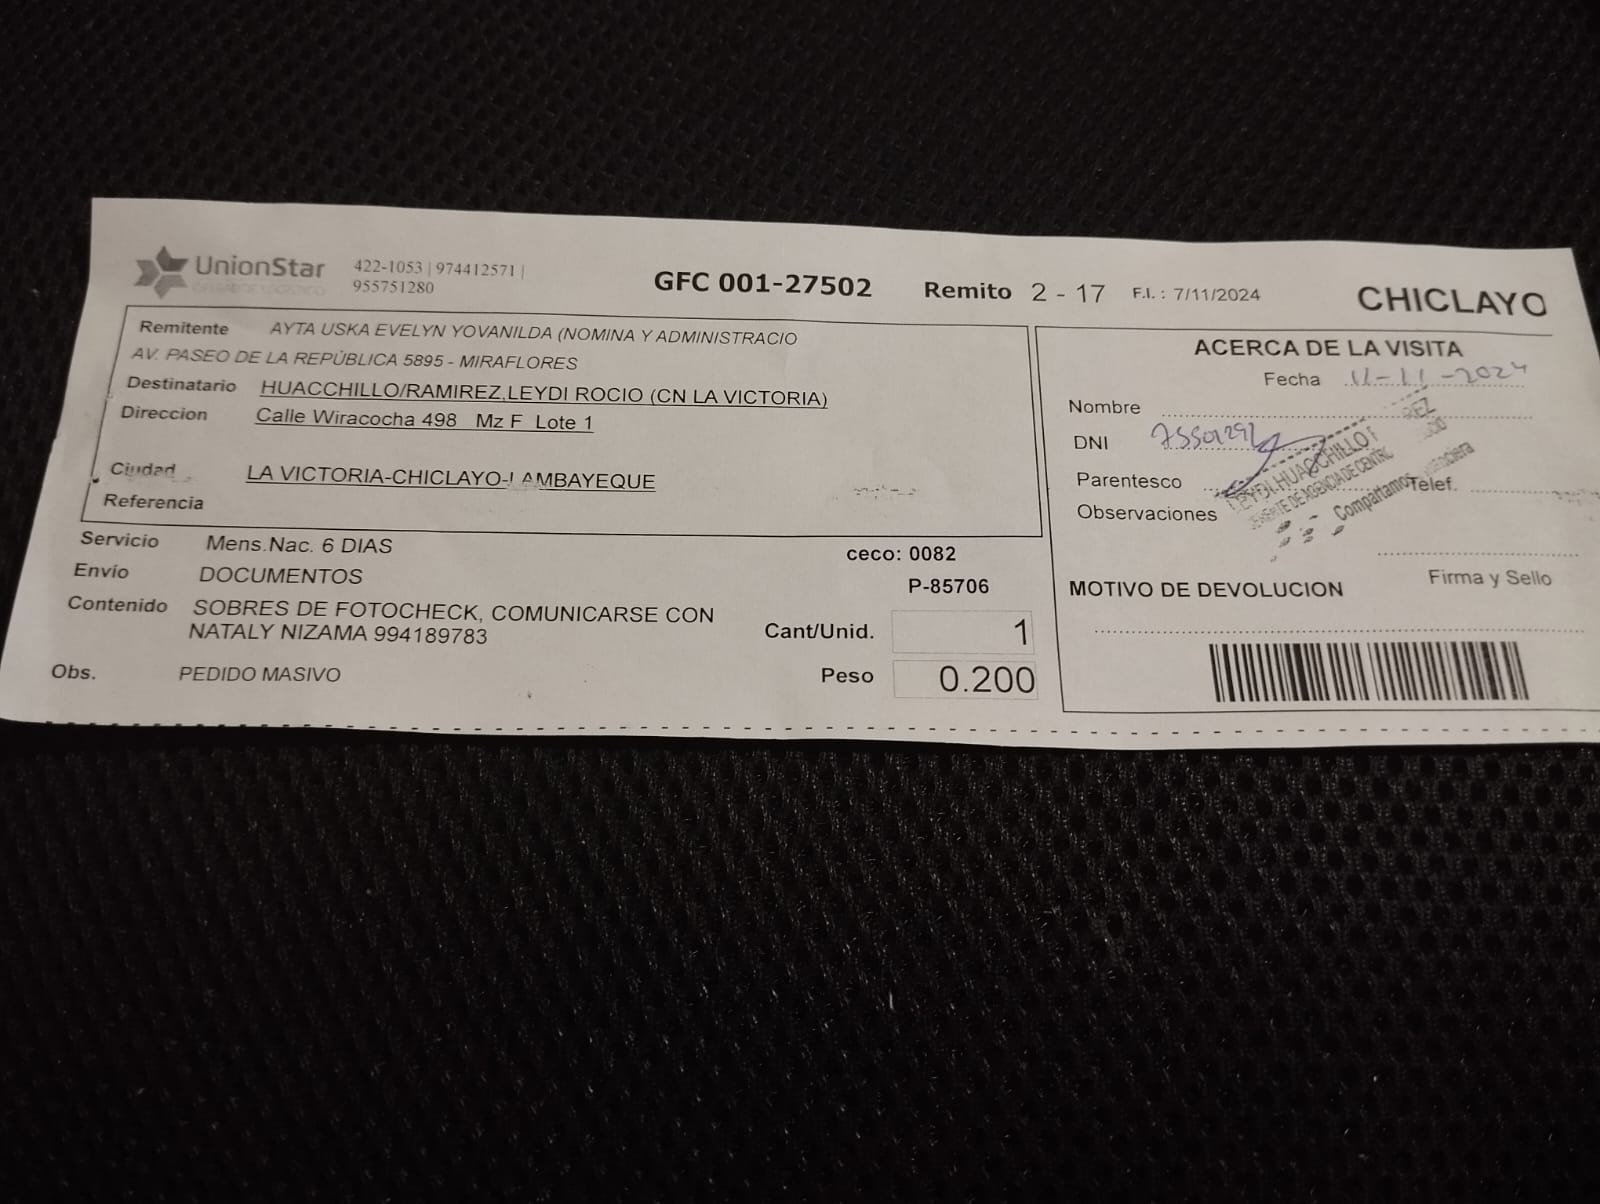 UnionStar
422-1053 | 974412571 |
955751280
GFC 001-27502
Remito 2 - 17
F.I. : 7/11/2024
CHICLAYO
Remitente AYTA USKA EVELYN YOVANILDA (NOMINA Y ADMINISTRACIO
AV. PASEO DE LA REPÚBLICA 5895 - MIRAFLORES
Destinatario HUACCHILLO/RAMIREZ,LEYDI ROCIO (CN LA VICTORIA)
Direccion Calle Wiracocha 498 Mz F Lote 1
Ciudad LA VICTORIA-CHICLAYO-LAMBAYEQUE
Referencia
Servicio Mens.Nac. 6 DIAS
ceco: 0082
Envío DOCUMENTOS
P-85706
Contenido SOBRES DE FOTOCHECK, COMUNICARSE CON
NATALY NIZAMA 994189783
Cant/Unid. 1
Obs. PEDIDO MASIVO
Peso 0.200
ACERCA DE LA VISITA
Fecha 11-11-2024
Nombre
DNI
Parentesco
Telef.
Observaciones
LEYDI HUACCHILLO
Compartamos
Firma y Sello
MOTIVO DE DEVOLUCION